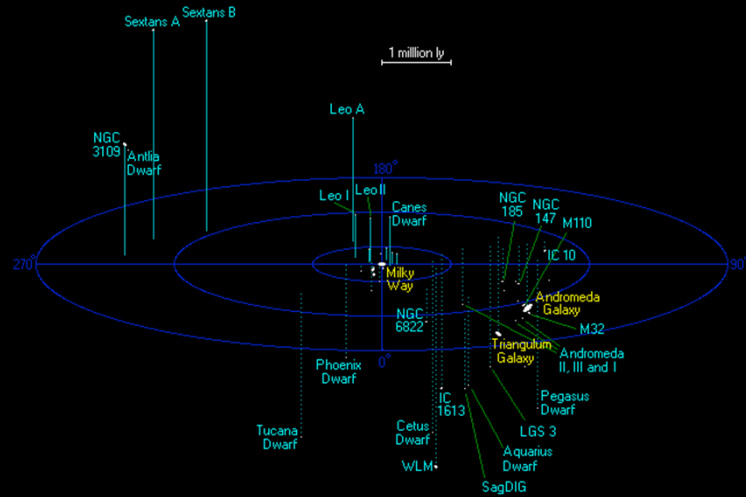 Sextans B
Sextans A
1 milllion ly
Leo A
NGC
3109
Antlia
Dwarf
180°
Leo I
Leo II
Canes
Dwarf
NGC
185
NGC
147
M110
IC 10
270°
90°
Milky
Way
Andromeda
Galaxy
NGC
6822
M32
Triangulum
Galaxy
Andromeda
II, III and I
0°
Phoenix
Dwarf
Pegasus
Dwarf
IC
1613
Tucana
Dwarf
Cetus
Dwarf
LGS 3
Aquarius
Dwarf
WLM
SagDIG